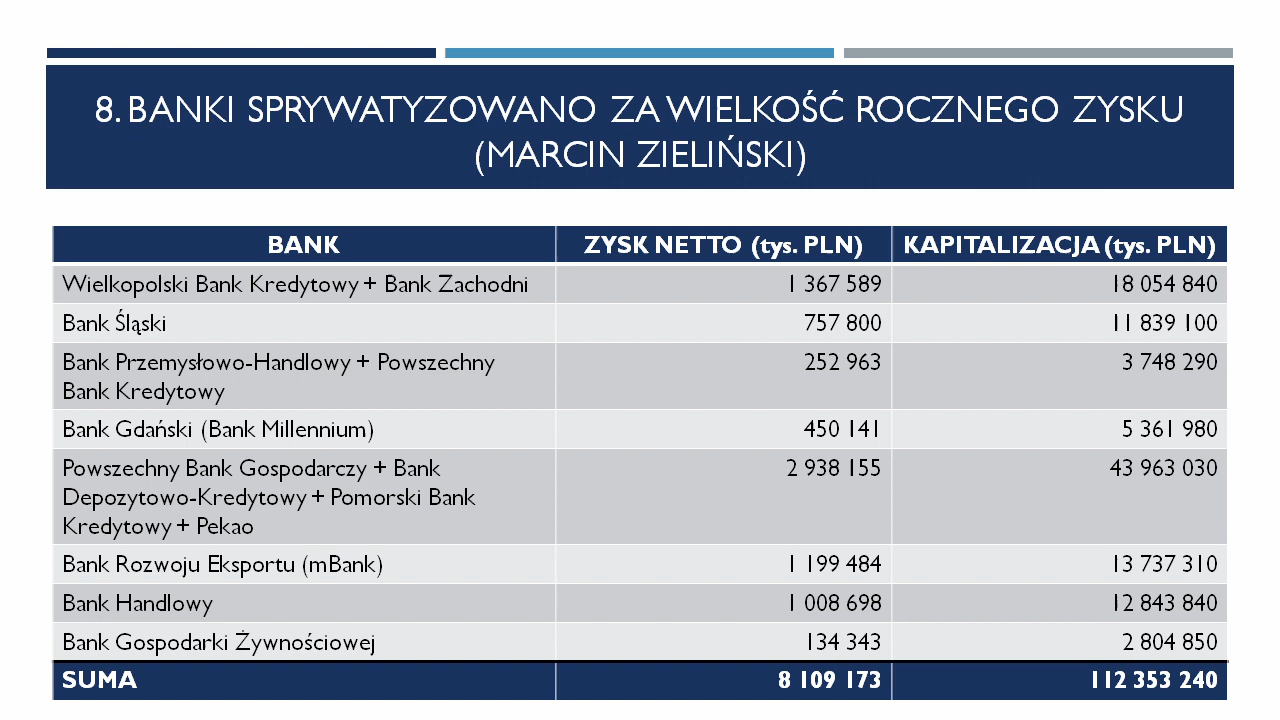 8. BANKI SPRYWATYZOWANO ZA WIELKOŚĆ ROCZNEGO ZYSKU
(MARCIN ZIELIŃSKI)
BANK ZYSK NETTO (tys. PLN) KAPITALIZACJA (tys. PLN)
Wielkopolski Bank Kredytowy + Bank Zachodni 1 367 589 18 054 840
Bank Śląski 757 800 11 839 100
Bank Przemysłowo-Handlowy + Powszechny 252 963 3 748 290
Bank Kredytowy
Bank Gdański (Bank Millennium) 450 141 5 361 980
Powszechny Bank Gospodarczy + Bank 2 938 155 43 963 030
Depozytowo-Kredytowy + Pomorski Bank
Kredytowy + Pekao
Bank Rozwoju Eksportu (mBank) 1 199 484 13 737 310
Bank Handlowy 1 008 698 12 843 840
Bank Gospodarki Żywnościowej 134 343 2 804 850
SUMA 8 109 173 112 353 240